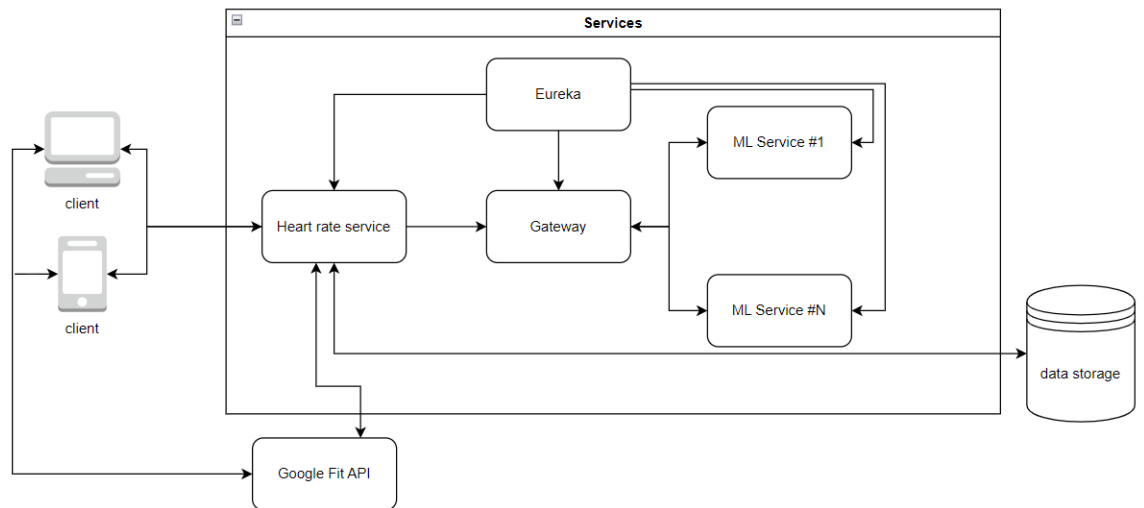 Services
Eureka
ML Service #1
client
Heart rate service
Gateway
client
ML Service #N
data storage
Google Fit API